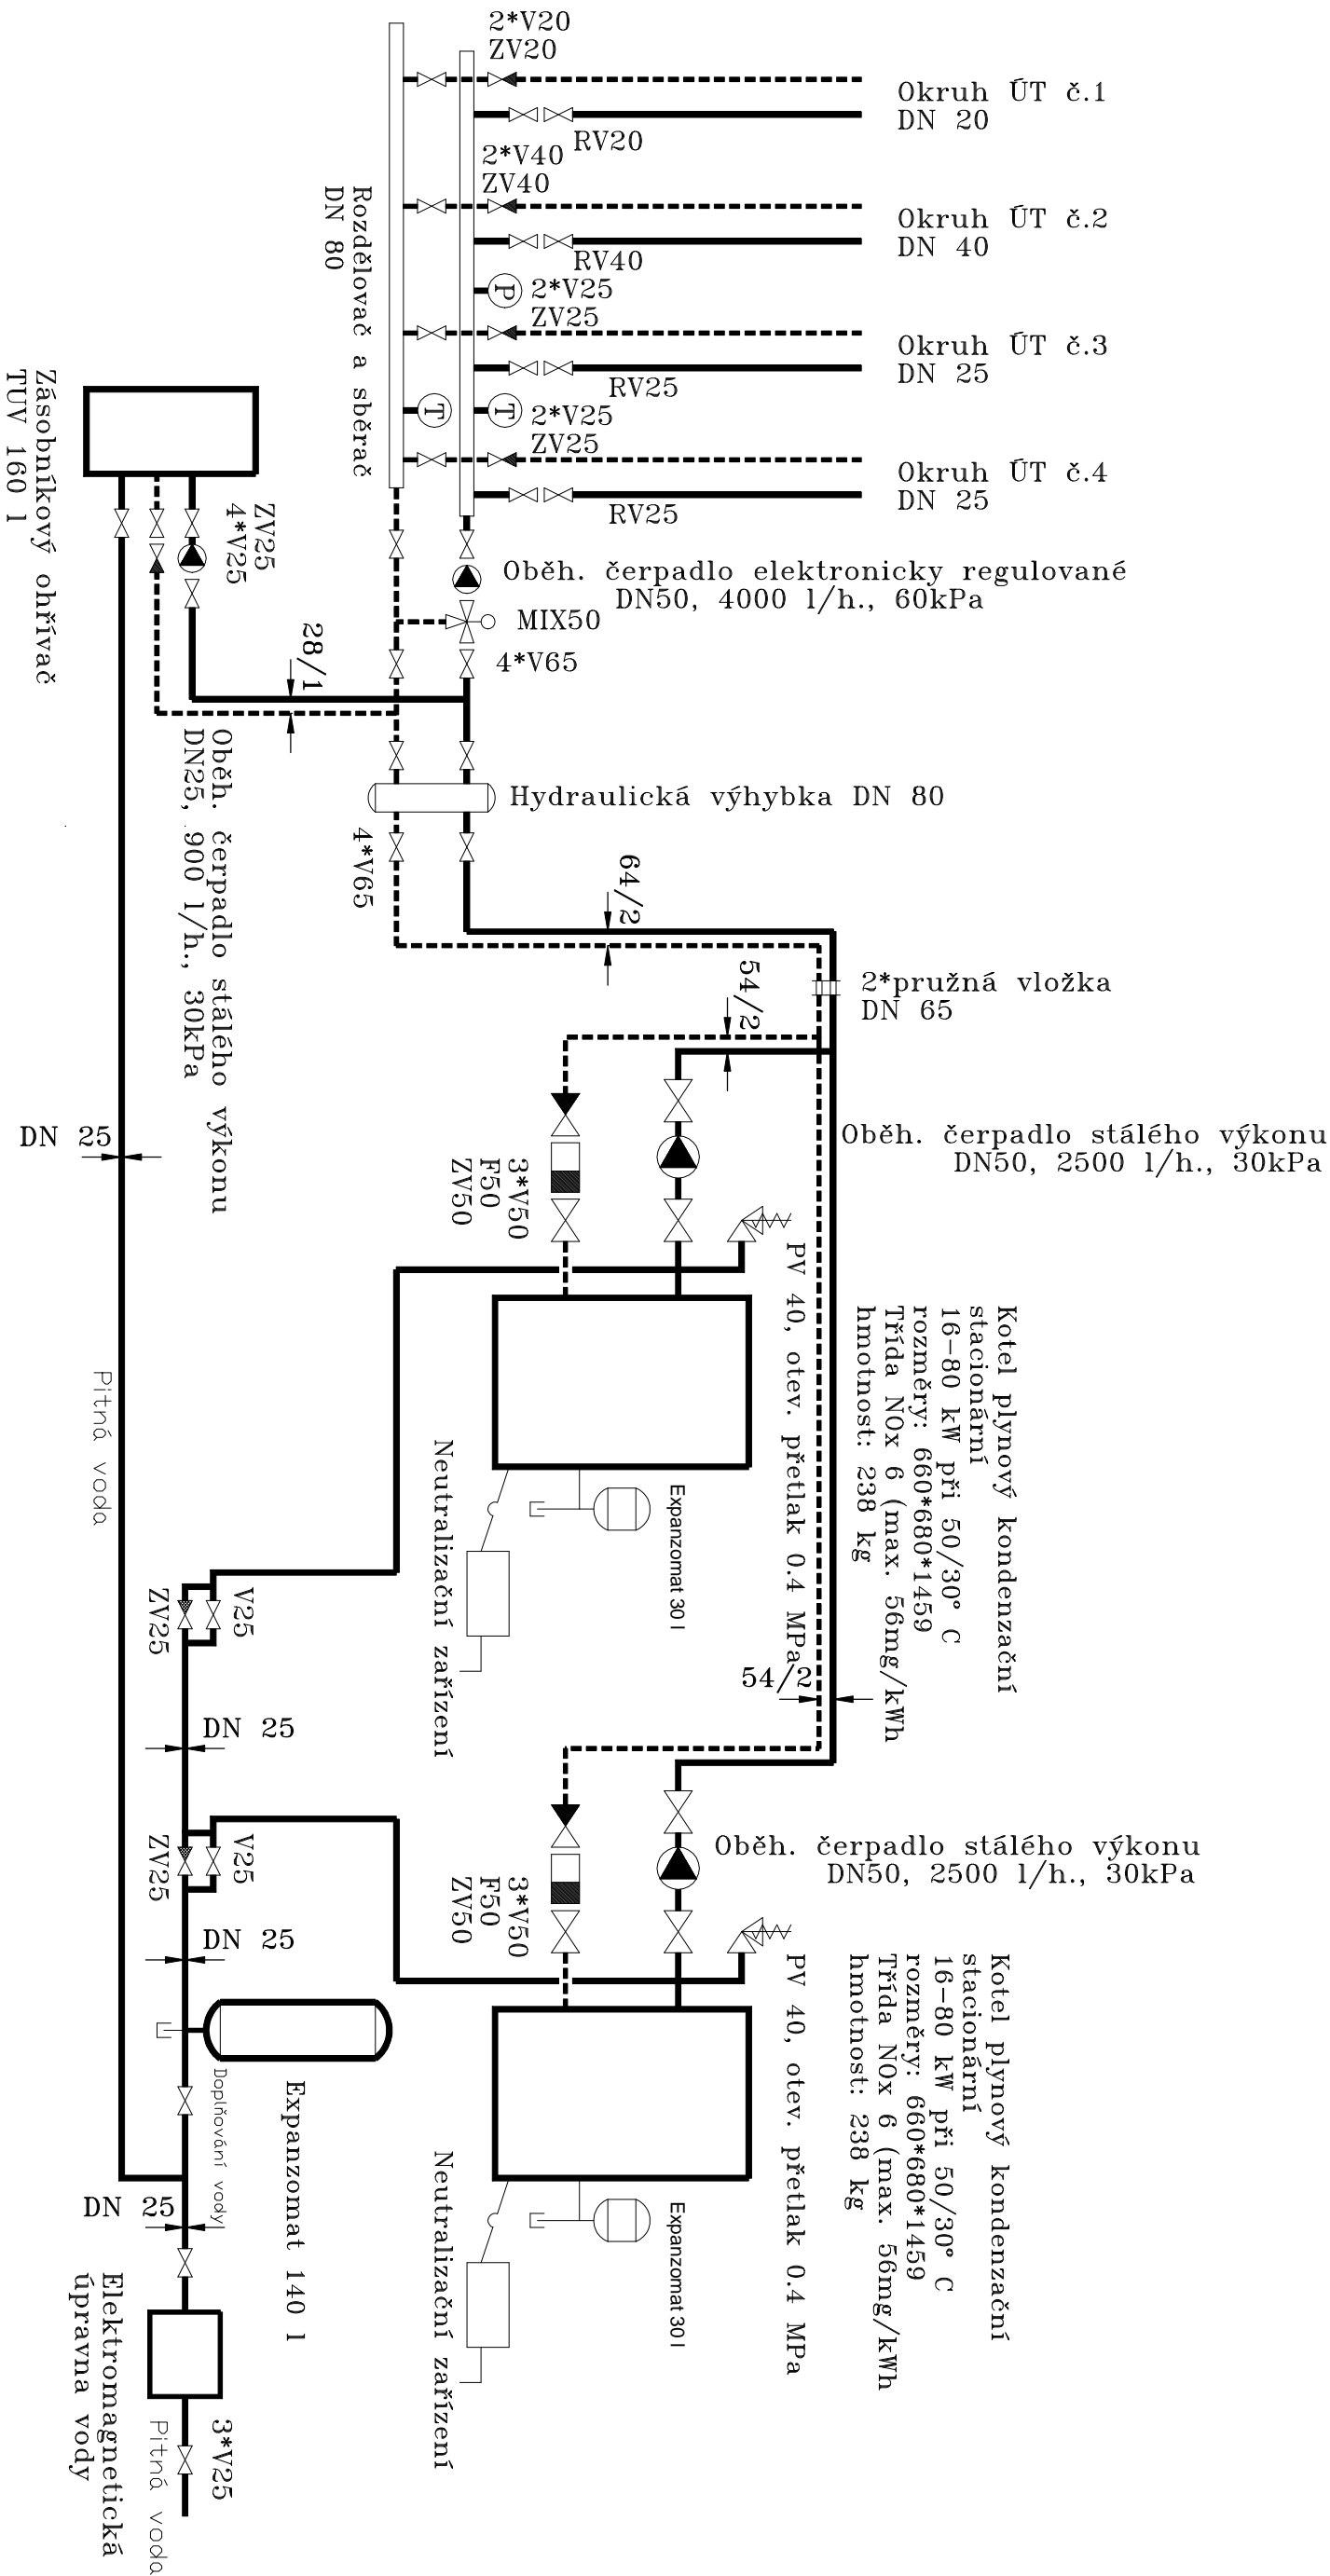 2*V20
ZV20
Okruh ÚT č.1
DN 20
RV20
2*V40
ZV40
Okruh ÚT č.2
DN 40
RV40
Rozdělovač a sběrač
DN 80
P
2*V25
ZV25
Okruh ÚT č.3
DN 25
RV25
T
T
2*V25
ZV25
Okruh ÚT č.4
DN 25
RV25
Zásobníkový ohřívač
TUV 160 l
ZV25
4*V25
Oběh. čerpadlo elektronicky regulované
DN50, 4000 l/h., 60kPa
MIX50
4*V65
28/1
Oběh. čerpadlo stálého výkonu
DN25, 900 l/h., 30kPa
Hydraulická výhybka DN 80
4*V65
64/2
54/2
2*pružná vložka
DN 65
DN 25
Oběh. čerpadlo stálého výkonu
DN50, 2500 l/h., 30kPa
3*V50
F50
ZV50
PV 40, otev. přetlak 0.4 MPa
Kotel plynový kondenzační
stacionární
16-80 kW při 50/30° C
rozměry: 660*680*1459
Třída NOx 6 (max. 56mg/kWh
hmotnost: 238 kg
Pitná voda
Neutralizační zařízení
Expanzomat 30 l
V25
ZV25
54/2
DN 25
V25
ZV25
Oběh. čerpadlo stálého výkonu
DN50, 2500 l/h., 30kPa
3*V50
F50
ZV50
DN 25
PV 40, otev. přetlak 0.4 MPa
Kotel plynový kondenzační
stacionární
16-80 kW při 50/30° C
rozměry: 660*680*1459
Třída NOx 6 (max. 56mg/kWh
hmotnost: 238 kg
Doplňování vody
Expanzomat 140 l
Neutralizační zařízení
Expanzomat 30 l
DN 25
Elektromagnetická
úpravna vody
3*V25
Pitná voda